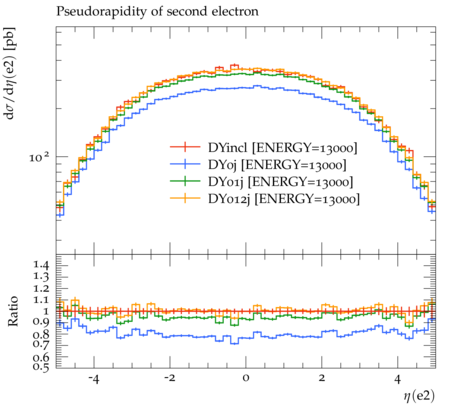 Pseudorapidity of second electron
dσ/dη(e2) [pb]
10²
DYincl [ENERGY=13000]
DY0j [ENERGY=13000]
DY01j [ENERGY=13000]
DY012j [ENERGY=13000]
Ratio
1.4
1.3
1.2
1.1
1
0.9
0.8
0.7
0.6
0.5
-4 -2 0 2 4
η(e2)